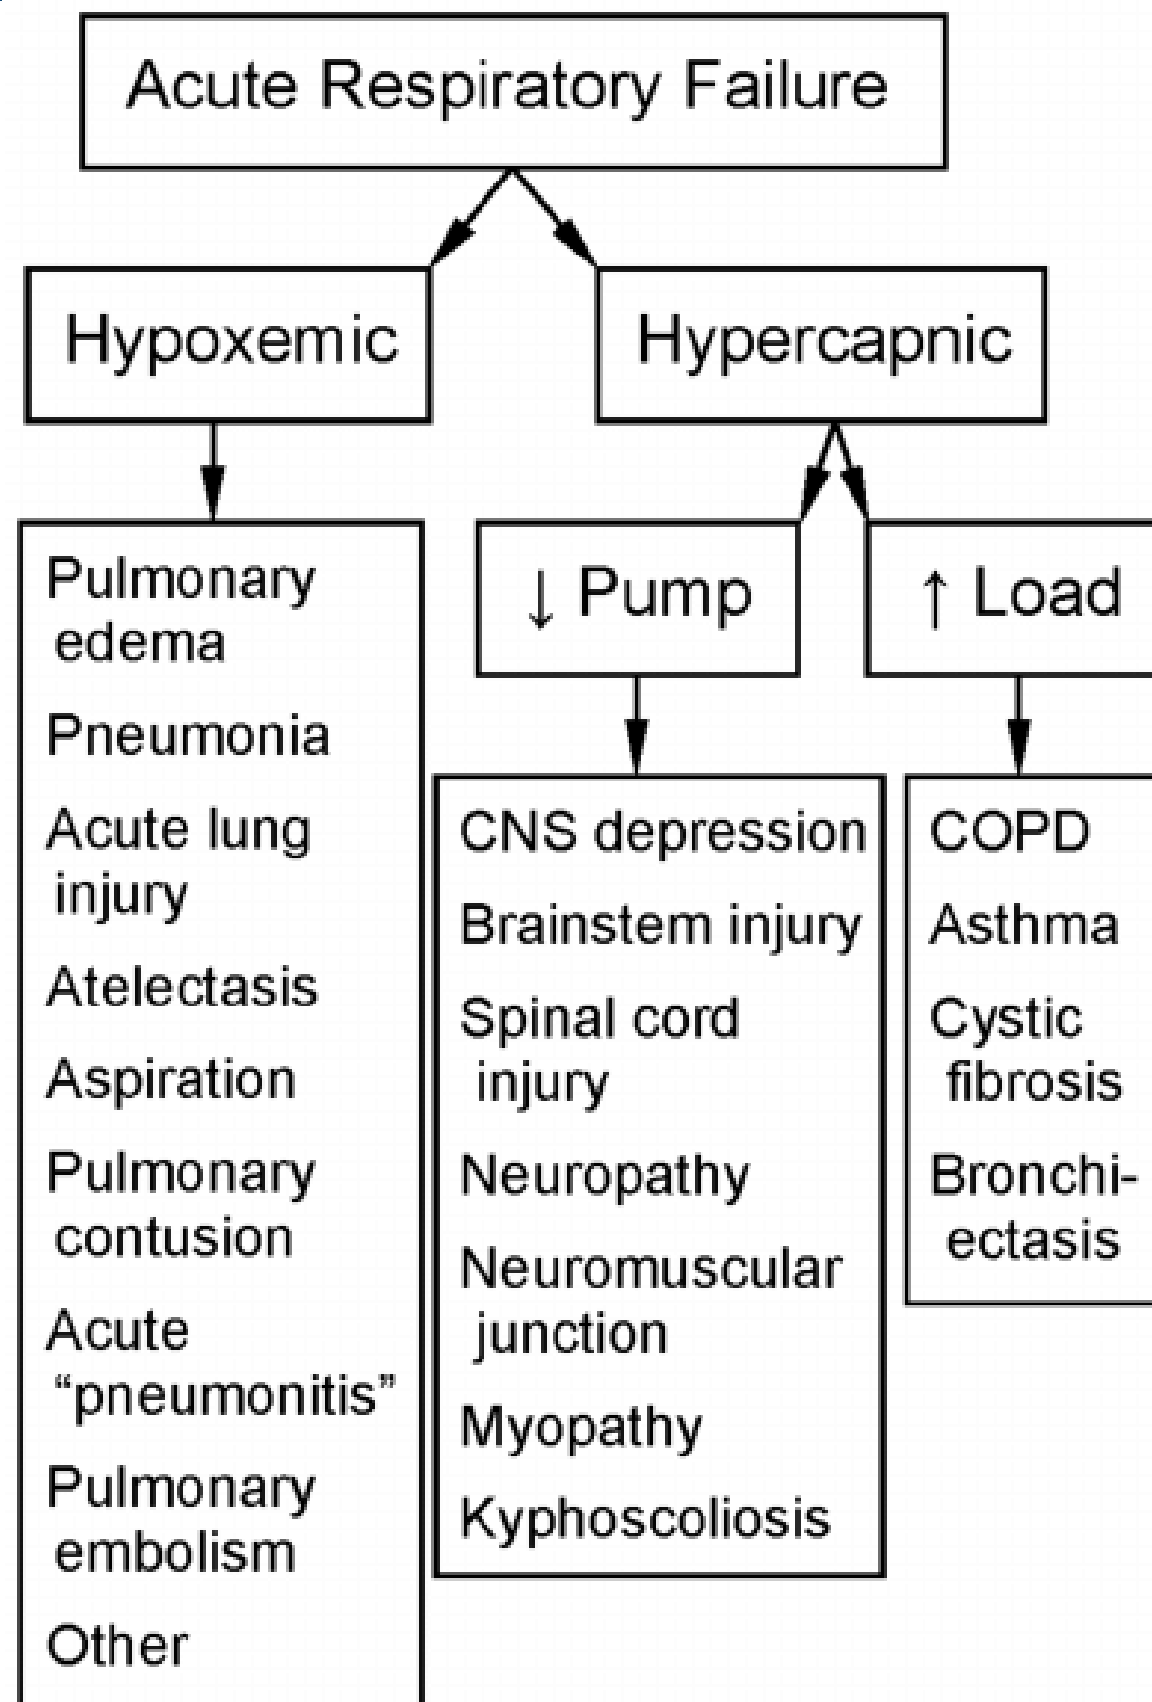 Acute Respiratory Failure
Hypoxemic
Hypercapnic
Pulmonary
edema
Pneumonia
Acute lung
injury
Atelectasis
Aspiration
Pulmonary
contusion
Acute
“pneumonitis”
Pulmonary
embolism
Other
↓ Pump
CNS depression
Brainstem injury
Spinal cord
injury
Neuropathy
Neuromuscular
junction
Myopathy
Kyphoscoliosis
↑ Load
COPD
Asthma
Cystic
fibrosis
Bronchi-
ectasis